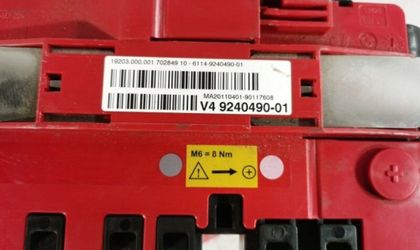 19203.000.001 702849 10 - 6114-9240490-01
MA20110401-90117608
V4 9240490-01
M6 = 8 Nm